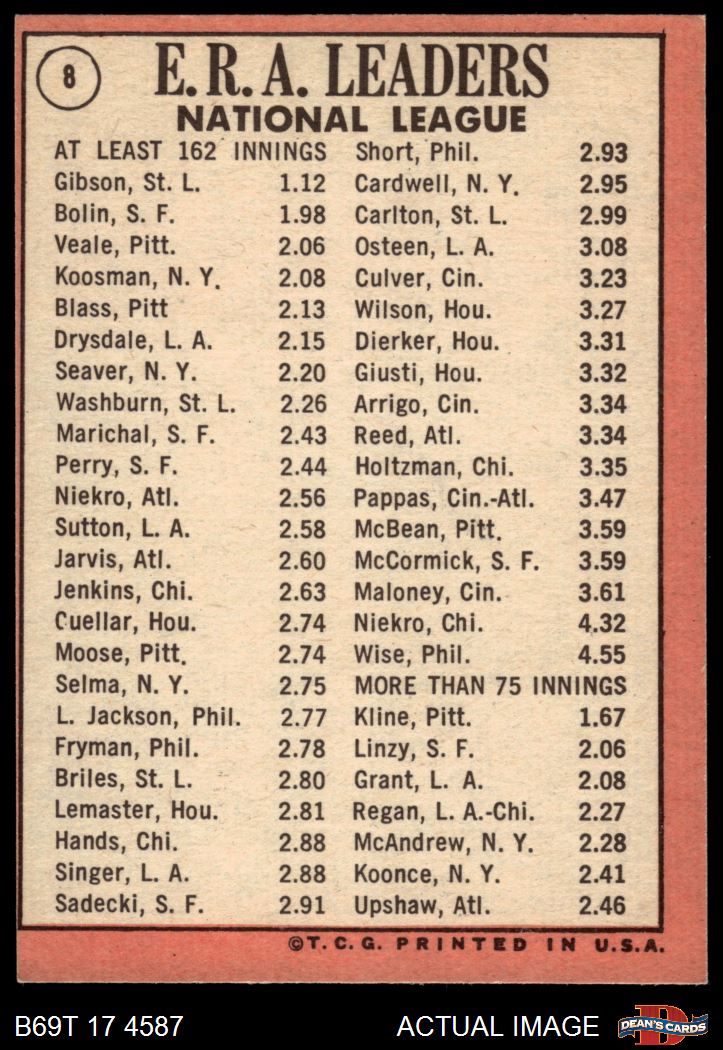 8
E. R. A. LEADERS
NATIONAL LEAGUE
AT LEAST 162 INNINGS
Gibson, St. L. 1.12
Bolin, S. F. 1.98
Veale, Pitt. 2.06
Koosman, N. Y. 2.08
Blass, Pitt 2.13
Drysdale, L. A. 2.15
Seaver, N. Y. 2.20
Washburn, St. L. 2.26
Marichal, S. F. 2.43
Perry, S. F. 2.44
Niekro, Atl. 2.56
Sutton, L. A. 2.58
Jarvis, Atl. 2.60
Jenkins, Chi. 2.63
Cuellar, Hou. 2.74
Moose, Pitt. 2.74
Selma, N. Y. 2.75
L. Jackson, Phil. 2.77
Fryman, Phil. 2.78
Briles, St. L. 2.80
Lemaster, Hou. 2.81
Hands, Chi. 2.88
Singer, L. A. 2.88
Sadecki, S. F. 2.91
Short, Phil. 2.93
Cardwell, N. Y. 2.95
Carlton, St. L. 2.99
Osteen, L. A. 3.08
Culver, Cin. 3.23
Wilson, Hou. 3.27
Dierker, Hou. 3.31
Giusti, Hou. 3.32
Arrigo, Cin. 3.34
Reed, Atl. 3.34
Holtzman, Chi. 3.35
Pappas, Cin.-Atl. 3.47
McBean, Pitt. 3.59
McCormick, S. F. 3.59
Maloney, Cin. 3.61
Niekro, Chi. 4.32
Wise, Phil. 4.55
MORE THAN 75 INNINGS
Kline, Pitt. 1.67
Linzy, S. F. 2.06
Grant, L. A. 2.08
Regan, L. A.-Chi. 2.27
McAndrew, N. Y. 2.28
Koonce, N. Y. 2.41
Upshaw, Atl. 2.46
©T. C. G. PRINTED IN U.S.A.
B69T 17 4587
ACTUAL IMAGE
D
DEAN'S CARDS